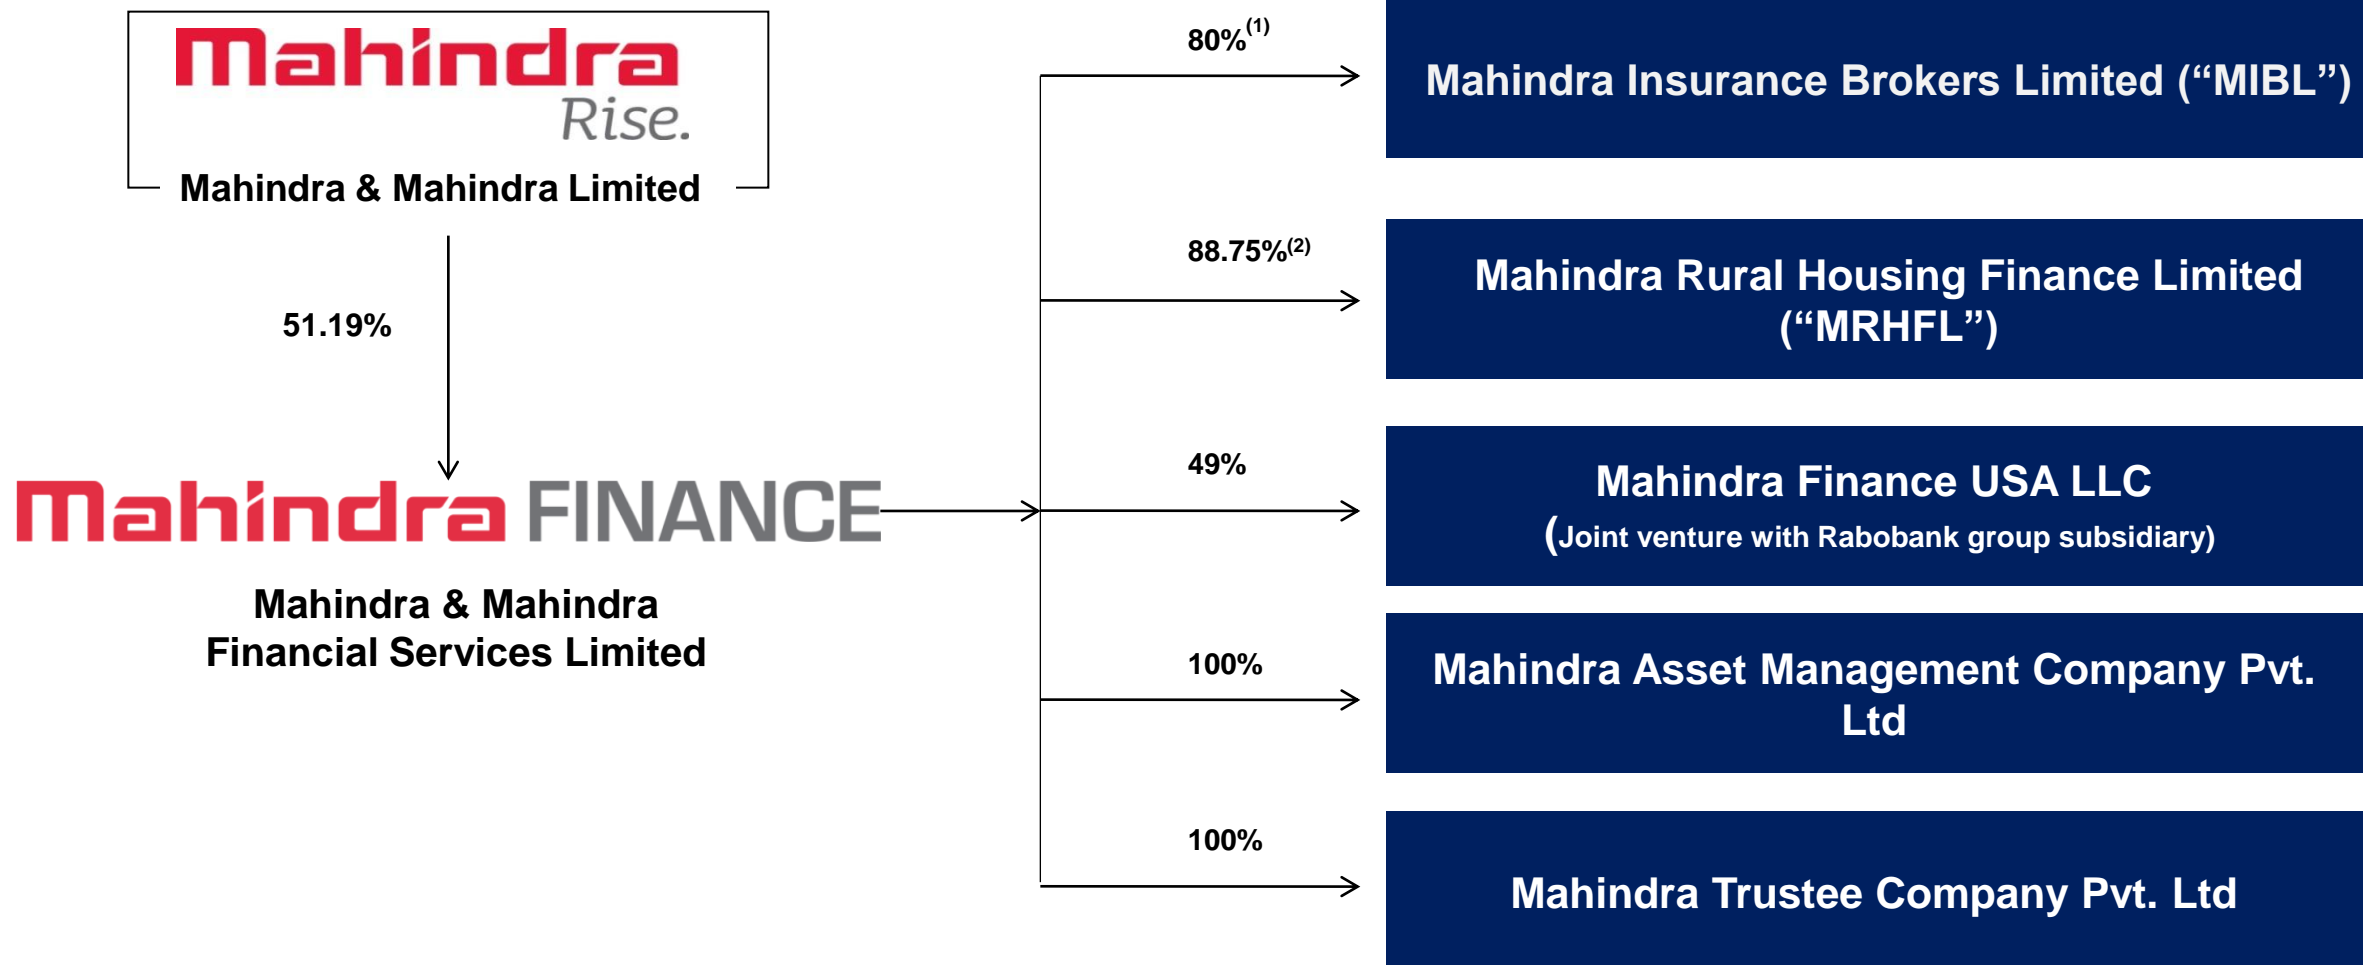 Mahindra
Rise.
Mahindra & Mahindra Limited
51.19%
Mahindra FINANCE
Mahindra & Mahindra
Financial Services Limited
80%(1)
Mahindra Insurance Brokers Limited (“MIBL”)
88.75%(2)
Mahindra Rural Housing Finance Limited
(“MRHFL”)
49%
Mahindra Finance USA LLC
(Joint venture with Rabobank group subsidiary)
100%
Mahindra Asset Management Company Pvt.
Ltd
100%
Mahindra Trustee Company Pvt. Ltd